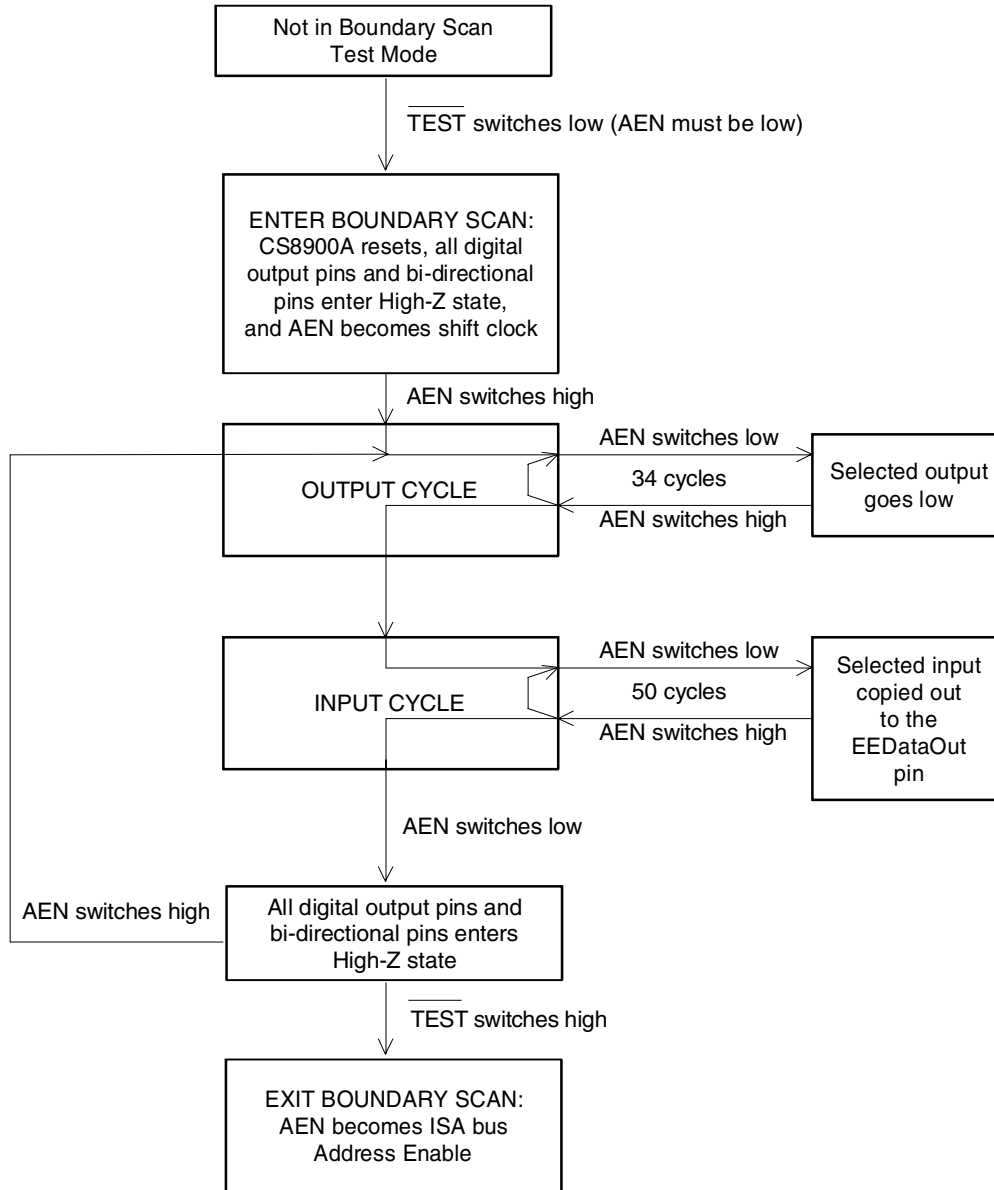 Not in Boundary Scan
Test Mode
TEST switches low (AEN must be low)
ENTER BOUNDARY SCAN:
CS8900A resets, all digital
output pins and bi-directional
pins enter High-Z state,
and AEN becomes shift clock
AEN switches high
OUTPUT CYCLE
AEN switches low
34 cycles
AEN switches high
Selected output
goes low
INPUT CYCLE
AEN switches low
50 cycles
AEN switches high
Selected input
copied out
to the
EEDataOut
pin
AEN switches low
AEN switches high
All digital output pins and
bi-directional pins enters
High-Z state
TEST switches high
EXIT BOUNDARY SCAN:
AEN becomes ISA bus
Address Enable